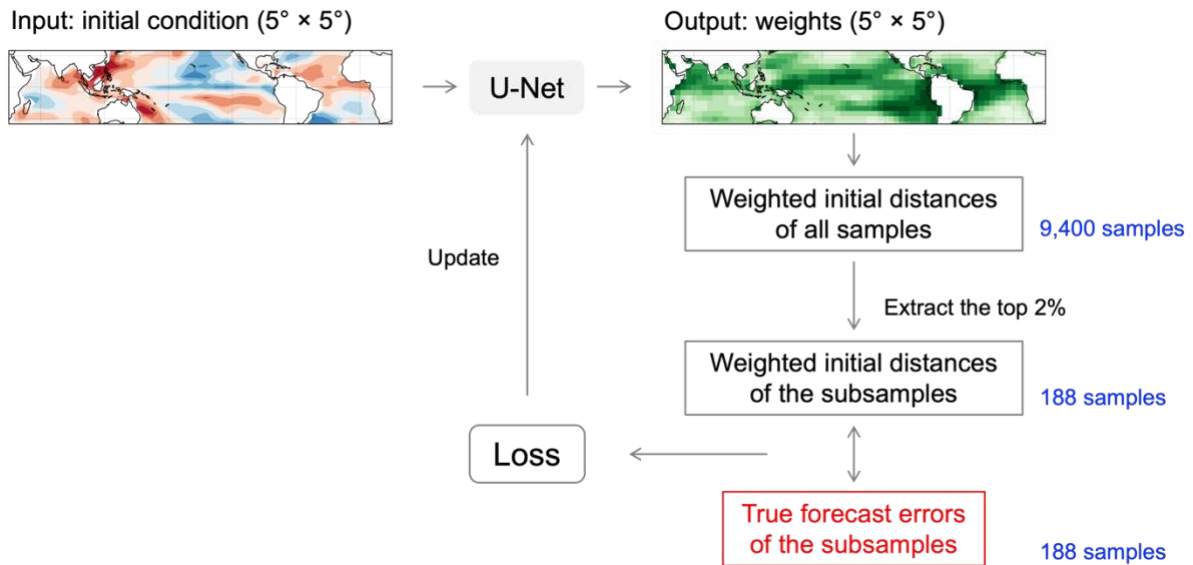 Input: initial condition (5° × 5°)
Output: weights (5° × 5°)
U-Net
Weighted initial distances
of all samples
9,400 samples
Update
Extract the top 2%
Weighted initial distances
of the subsamples
188 samples
Loss
True forecast errors
of the subsamples
188 samples